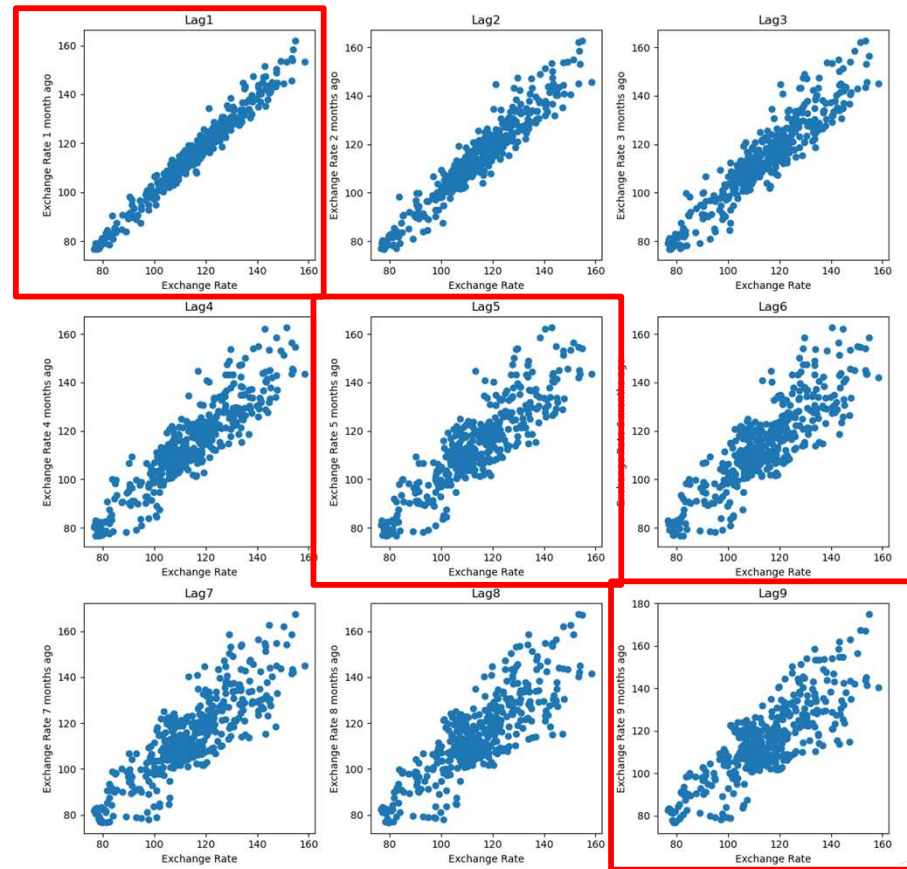 Lag1
Exchange Rate 1 month ago
160
140
120
100
80
80 100 120 140 160
Exchange Rate
Lag2
Exchange Rate 2 months ago
160
140
120
100
80
80 100 120 140 160
Exchange Rate
Lag3
Exchange Rate 3 months ago
160
140
120
100
80
80 100 120 140 160
Exchange Rate
Lag4
Exchange Rate 4 months ago
160
140
120
100
80
80 100 120 140 160
Exchange Rate
Lag5
Exchange Rate 5 months ago
160
140
120
100
80
80 100 120 140 160
Exchange Rate
Lag6
Exchange Rate 6 months ago
160
140
120
100
80
80 100 120 140 160
Exchange Rate
Lag7
Exchange Rate 7 months ago
160
140
120
100
80
80 100 120 140 160
Exchange Rate
Lag8
Exchange Rate 8 months ago
160
140
120
100
80
80 100 120 140 160
Exchange Rate
Lag9
Exchange Rate 9 months ago
180
160
140
120
100
80
80 100 120 140 160
Exchange Rate